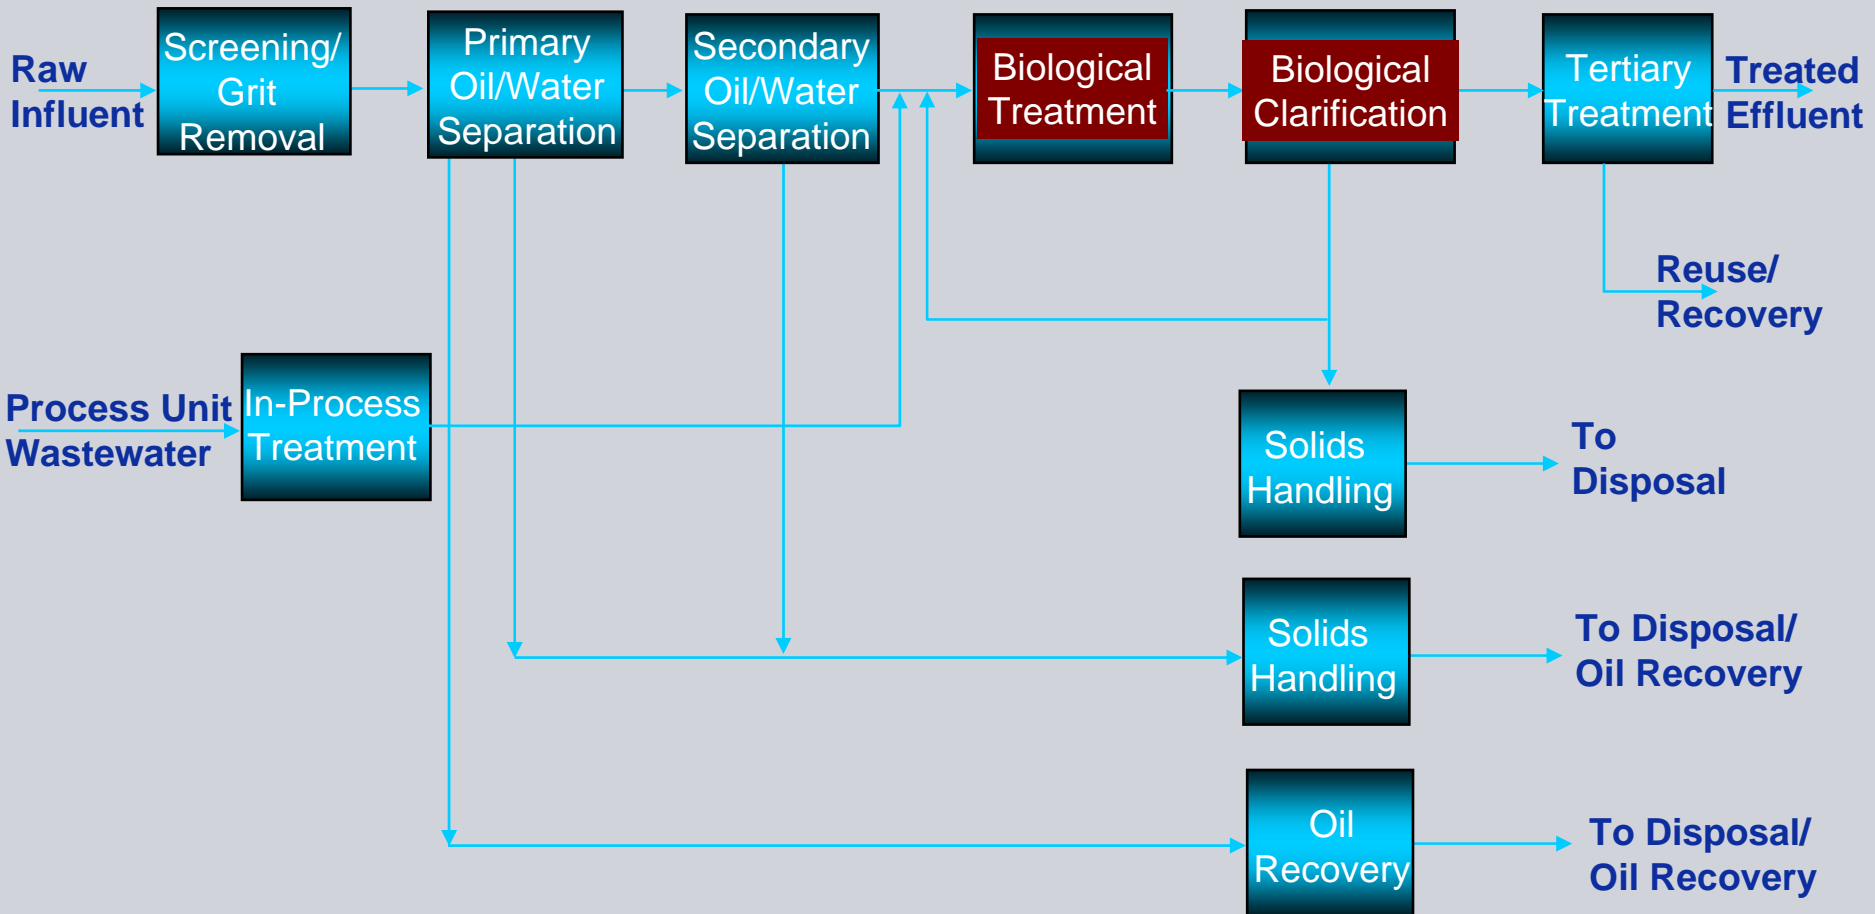 Raw
Influent
Screening/
Grit
Removal
Primary
Oil/Water
Separation
Secondary
Oil/Water
Separation
Biological
Treatment
Biological
Clarification
Tertiary
Treatment
Treated
Effluent
Reuse/
Recovery
Process Unit
Wastewater
In-Process
Treatment
Solids
Handling
To
Disposal
Solids
Handling
To Disposal/
Oil Recovery
Oil
Recovery
To Disposal/
Oil Recovery